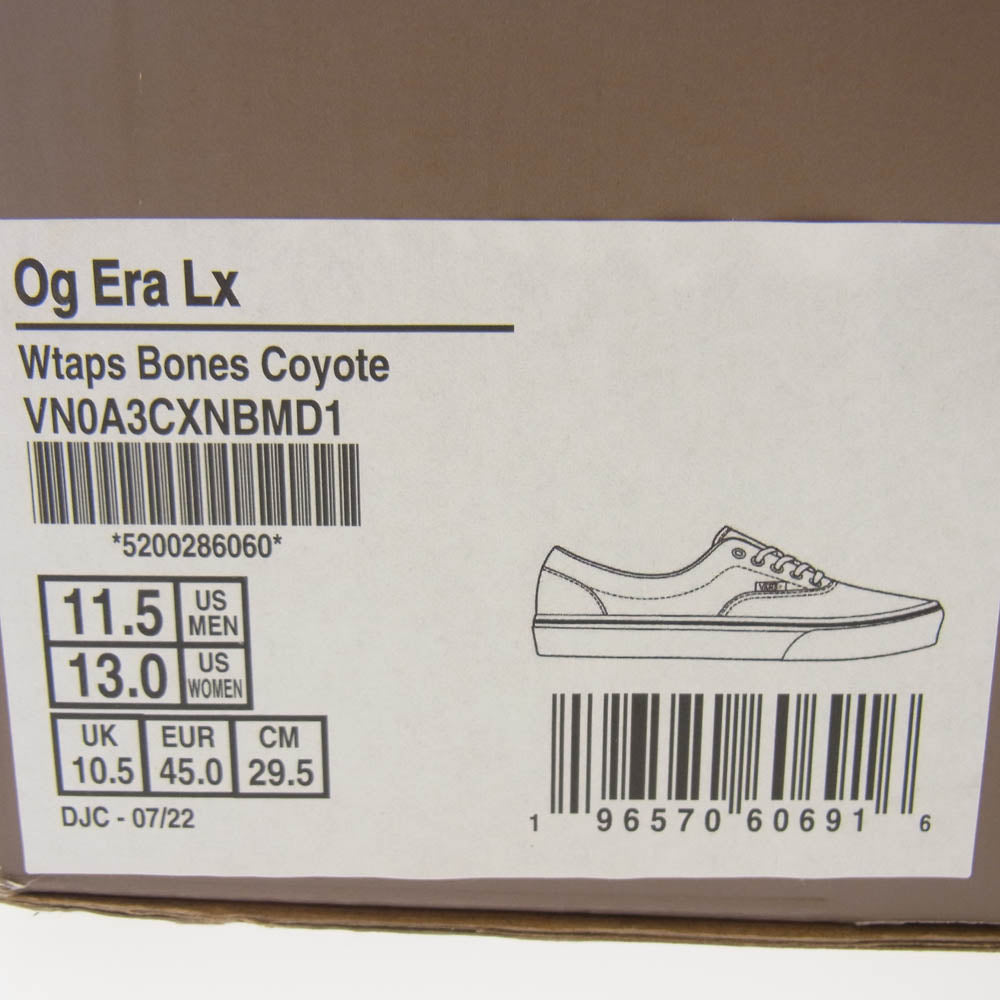 Og Era Lx
Wtaps Bones Coyote
VN0A3CXNBMD1
*5200286060*
11.5 US MEN
13.0 US WOMEN
UK EUR CM
10.5 45.0 29.5
DJC - 07/22
VANS
1 96570 60691 6